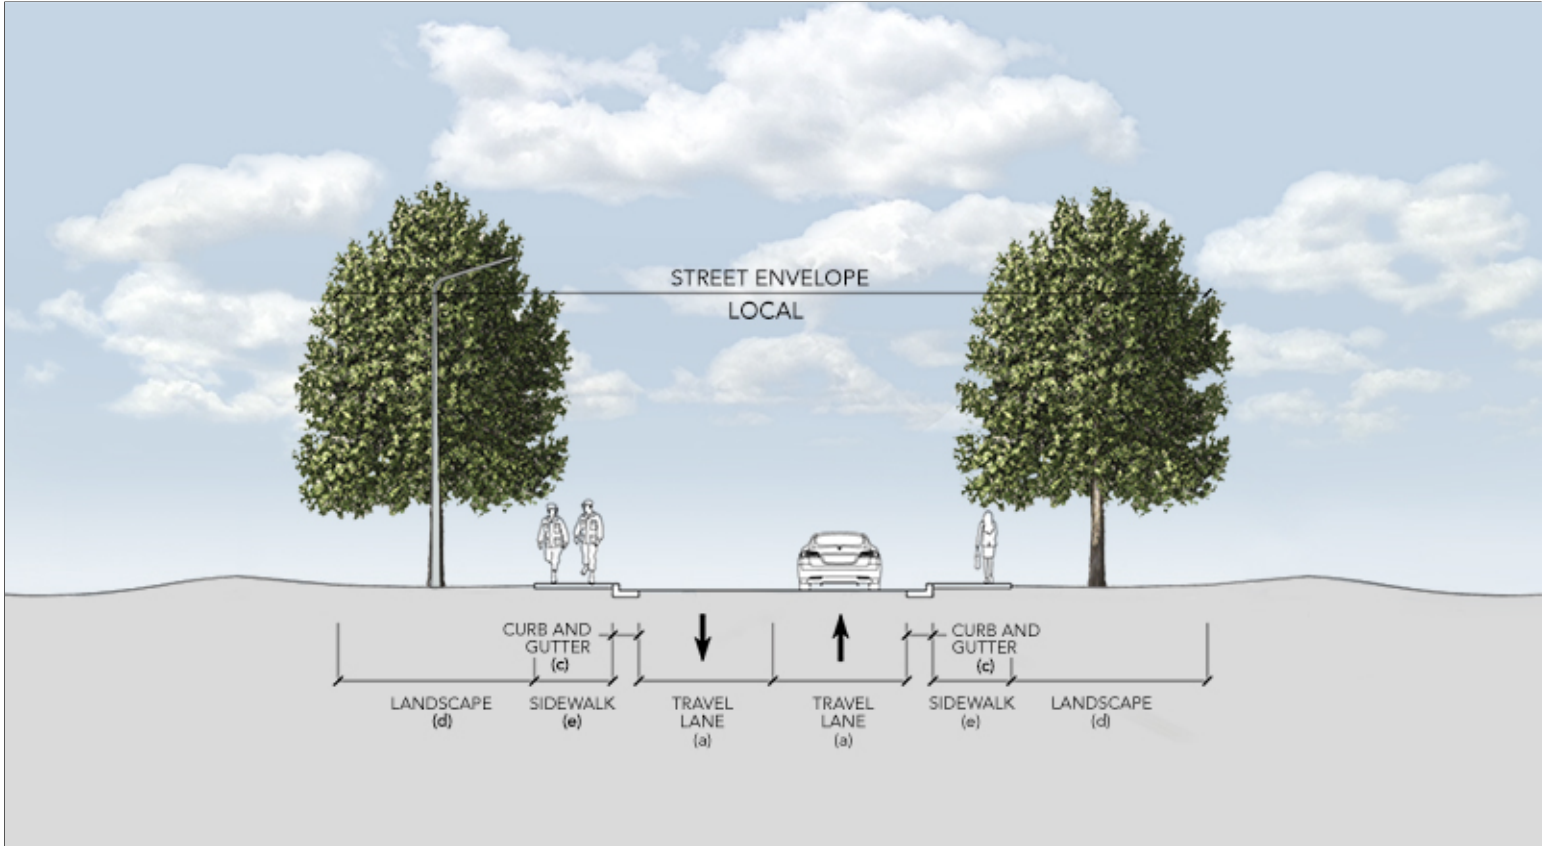 STREET ENVELOPE
LOCAL
CURB AND
GUTTER
(c)
CURB AND
GUTTER
(c)
LANDSCAPE
(d)
SIDEWALK
(e)
TRAVEL
LANE
(a)
TRAVEL
LANE
(a)
SIDEWALK
(e)
LANDSCAPE
(d)